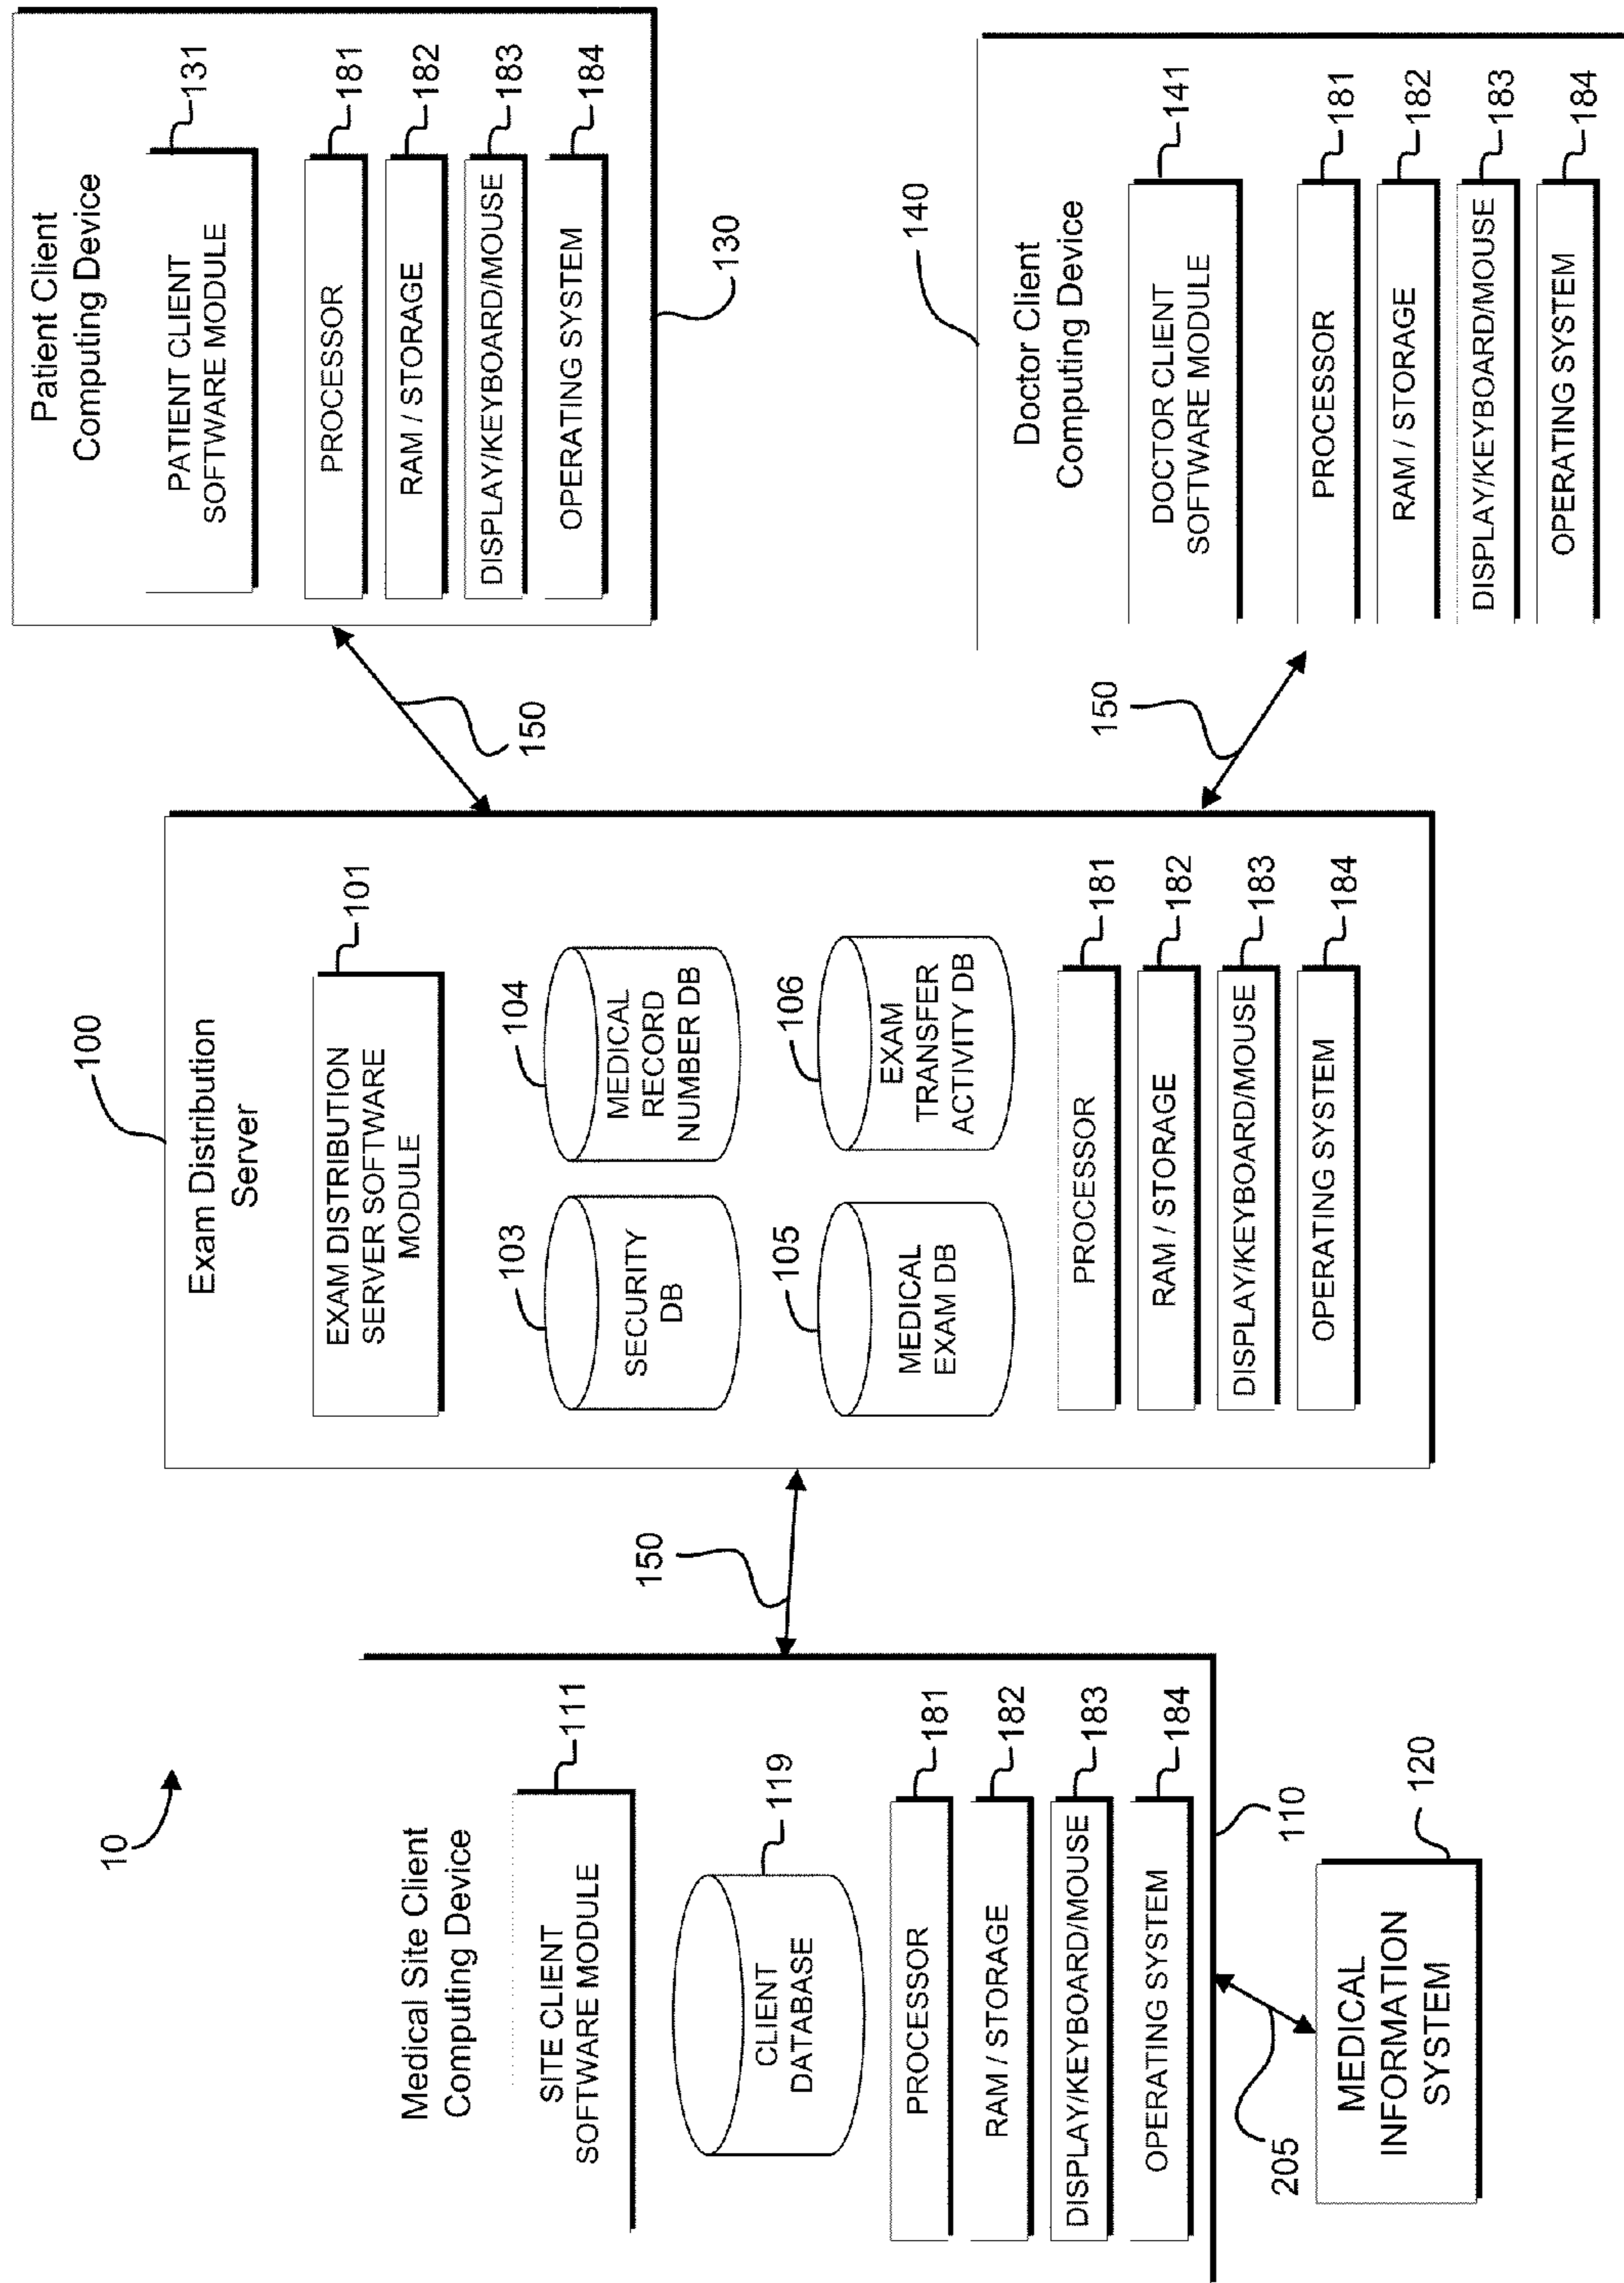 10
Medical Site Client
Computing Device
SITE CLIENT
SOFTWARE MODULE
111
CLIENT
DATABASE
119
PROCESSOR
181
RAM / STORAGE
182
DISPLAY/KEYBOARD/MOUSE
183
OPERATING SYSTEM
184
110
205
MEDICAL
INFORMATION
SYSTEM
120
150
100
Exam Distribution
Server
EXAM DISTRIBUTION
SERVER SOFTWARE
MODULE
101
103
SECURITY
DB
104
MEDICAL
RECORD
NUMBER DB
105
MEDICAL
EXAM DB
106
EXAM
TRANSFER
ACTIVITY DB
PROCESSOR
181
RAM / STORAGE
182
DISPLAY/KEYBOARD/MOUSE
183
OPERATING SYSTEM
184
150
Patient Client
Computing Device
PATIENT CLIENT
SOFTWARE MODULE
131
PROCESSOR
181
RAM / STORAGE
182
DISPLAY/KEYBOARD/MOUSE
183
OPERATING SYSTEM
184
130
150
140
Doctor Client
Computing Device
DOCTOR CLIENT
SOFTWARE MODULE
141
PROCESSOR
181
RAM / STORAGE
182
DISPLAY/KEYBOARD/MOUSE
183
OPERATING SYSTEM
184